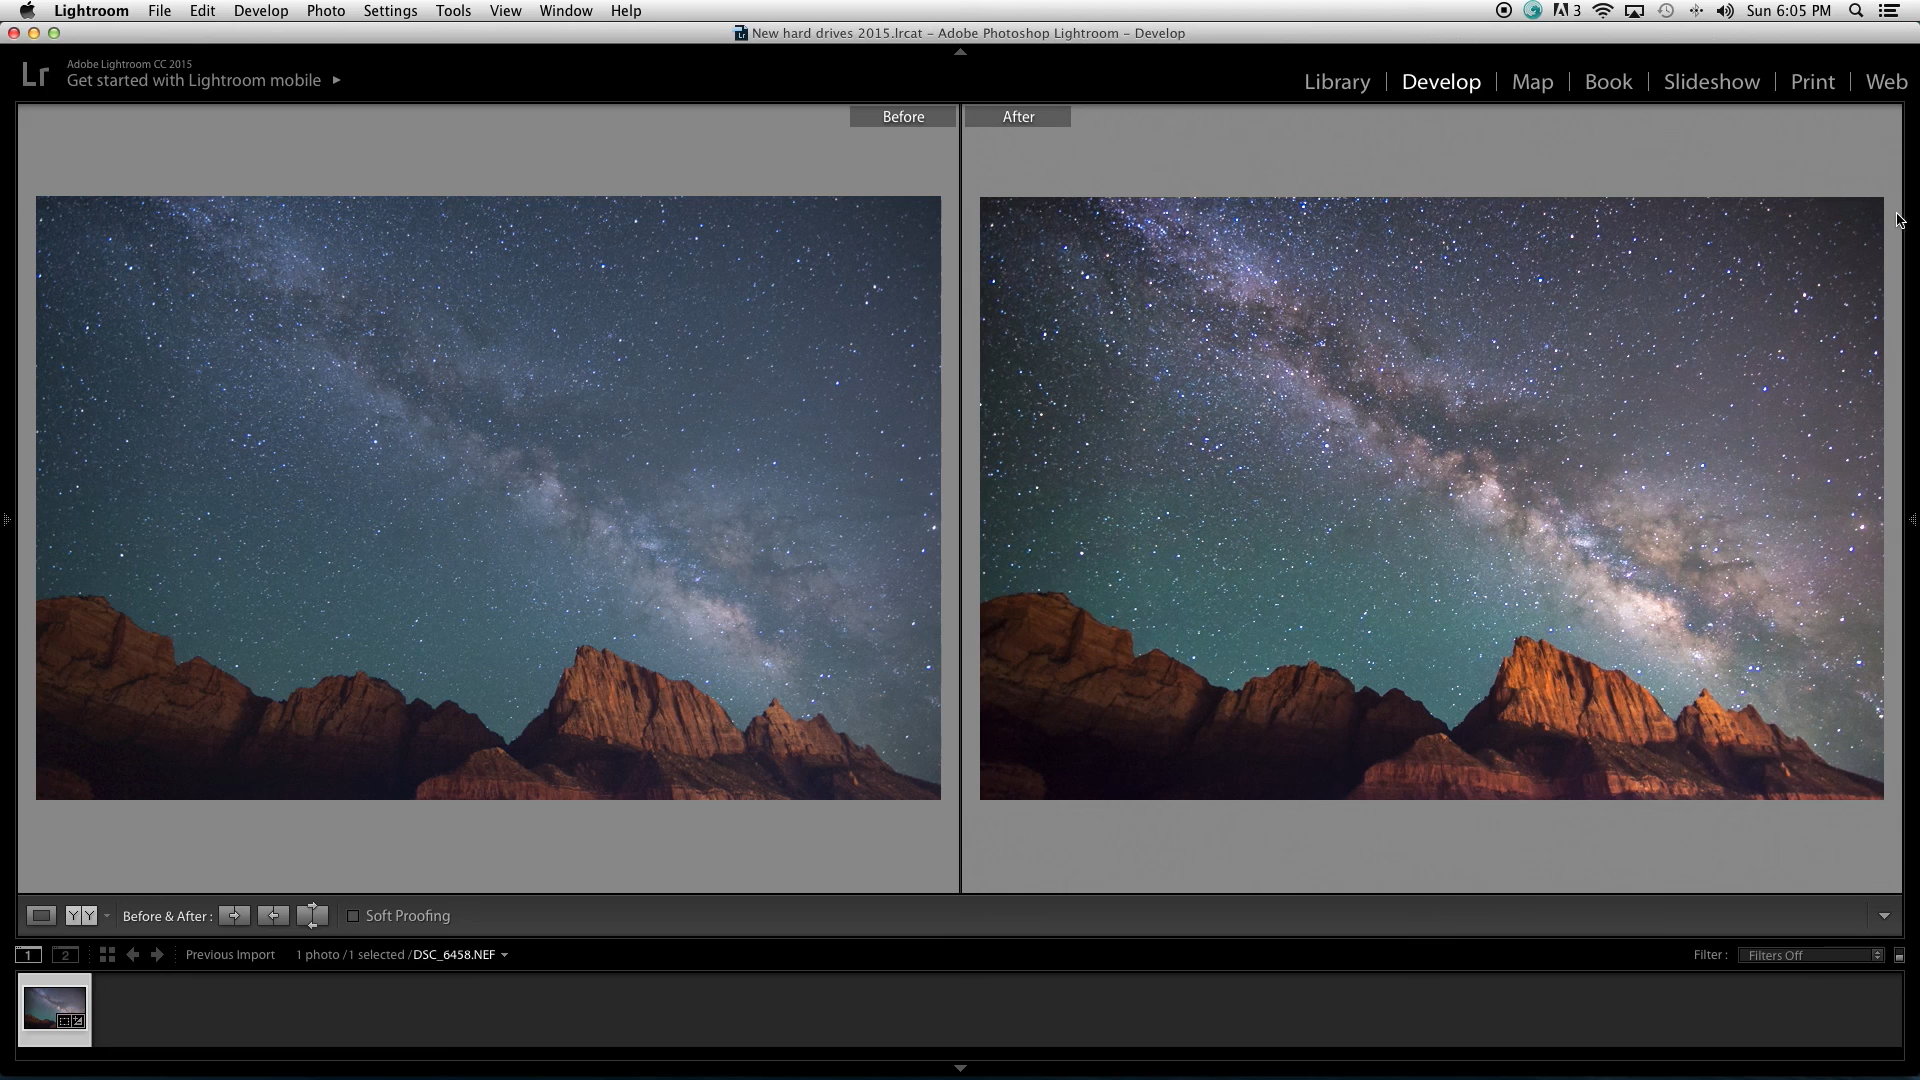 Lightroom File Edit Develop Photo Settings Tools View Window Help 3 Sun 6:05 PM
New hard drives 2015.lrcat – Adobe Photoshop Lightroom – Develop
Lr
Adobe Lightroom CC 2015
Get started with Lightroom mobile
Library | Develop | Map | Book | Slideshow | Print | Web
Before After
YY Before & After : Soft Proofing
1 2 Previous Import 1 photo /1 selected /DSC_6458.NEF Filter : Filters Off